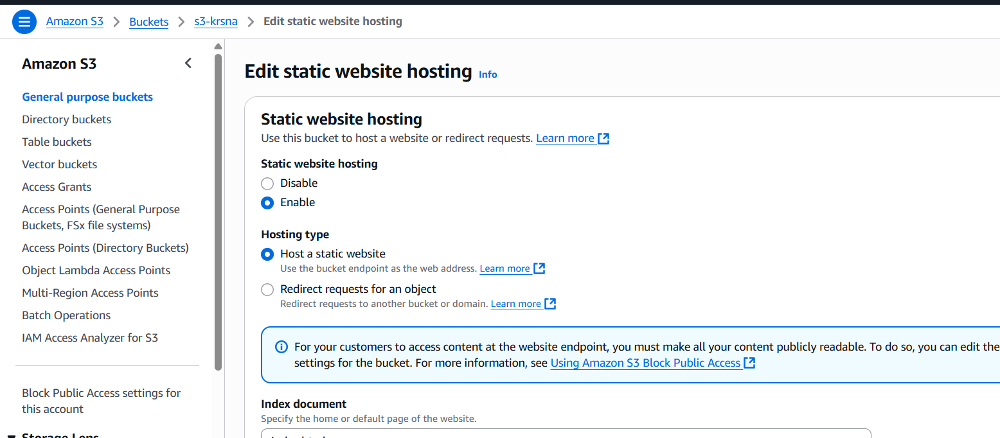 Amazon S3 > Buckets > s3-krsna > Edit static website hosting
Amazon S3
General purpose buckets
Directory buckets
Table buckets
Vector buckets
Access Grants
Access Points (General Purpose
Buckets, FSx file systems)
Access Points (Directory Buckets)
Object Lambda Access Points
Multi-Region Access Points
Batch Operations
IAM Access Analyzer for S3
Block Public Access settings for
this account
Storage Lens
Edit static website hosting Info
Static website hosting
Use this bucket to host a website or redirect requests. Learn more
Static website hosting
Disable
Enable
Hosting type
Host a static website
Use the bucket endpoint as the web address. Learn more
Redirect requests for an object
Redirect requests to another bucket or domain. Learn more
For your customers to access content at the website endpoint, you must make all your content publicly readable. To do so, you can edit the
settings for the bucket. For more information, see Using Amazon S3 Block Public Access
Index document
Specify the home or default page of the website.